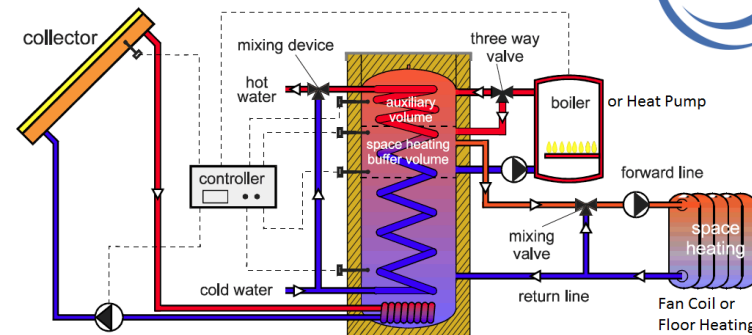 collector
mixing device
three way
valve
hot
water
auxiliary
volume
boiler
or Heat Pump
space heating
buffer volume
controller
forward line
mixing
valve
space
heating
cold water
return line
Fan Coil or
Floor Heating